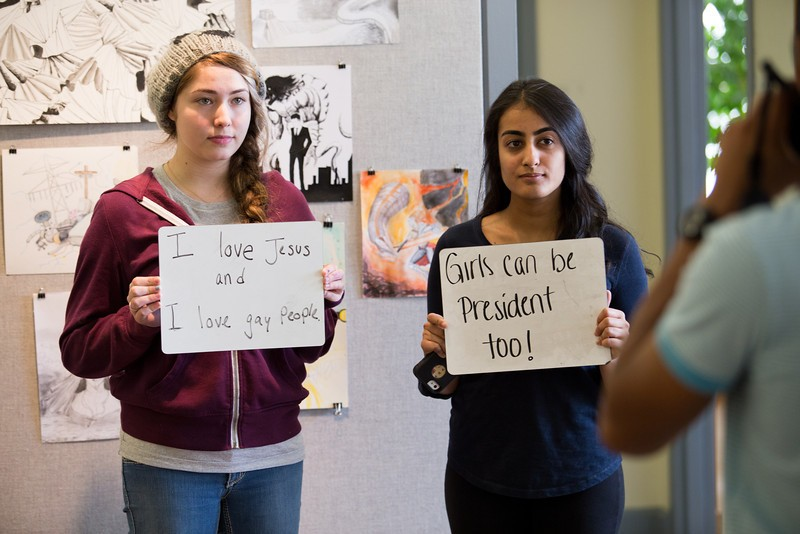 I love Jesus
and
I love gay people.
Girls can be
President
too!